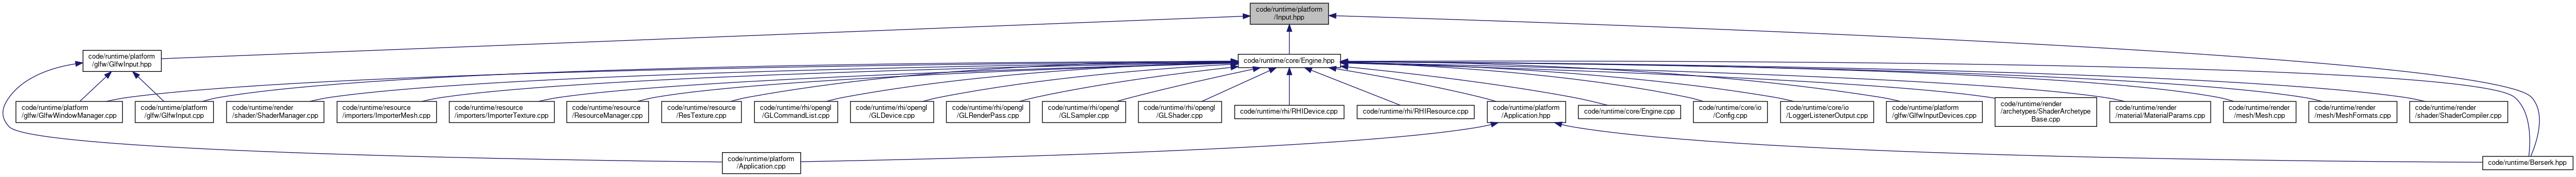 code/runtime/platform
/Input.hpp
code/runtime/platform
/glfw/GlfwInput.hpp
code/runtime/core/Engine.hpp
code/runtime/platform
/glfw/GlfwWindowManager.cpp
code/runtime/platform
/glfw/GlfwInput.cpp
code/runtime/render
/shader/ShaderManager.cpp
code/runtime/resource
/importers/ImporterMesh.cpp
code/runtime/resource
/importers/ImporterTexture.cpp
code/runtime/resource
/ResourceManager.cpp
code/runtime/resource
/ResTexture.cpp
code/runtime/rhi/opengl
/GLCommandList.cpp
code/runtime/rhi/opengl
/GLDevice.cpp
code/runtime/rhi/opengl
/GLRenderPass.cpp
code/runtime/rhi/opengl
/GLSampler.cpp
code/runtime/rhi/opengl
/GLShader.cpp
code/runtime/rhi/RHIDevice.cpp
code/runtime/rhi/RHIResource.cpp
code/runtime/platform
/Application.hpp
code/runtime/core/Engine.cpp
code/runtime/core/io
/Config.cpp
code/runtime/core/io
/LoggerListenerOutput.cpp
code/runtime/platform
/glfw/GlfwInputDevices.cpp
code/runtime/render
/archetypes/ShaderArchetype
Base.cpp
code/runtime/render
/material/MaterialParams.cpp
code/runtime/render
/mesh/Mesh.cpp
code/runtime/render
/mesh/MeshFormats.cpp
code/runtime/render
/shader/ShaderCompiler.cpp
code/runtime/platform
/Application.cpp
code/runtime/Berserk.hpp